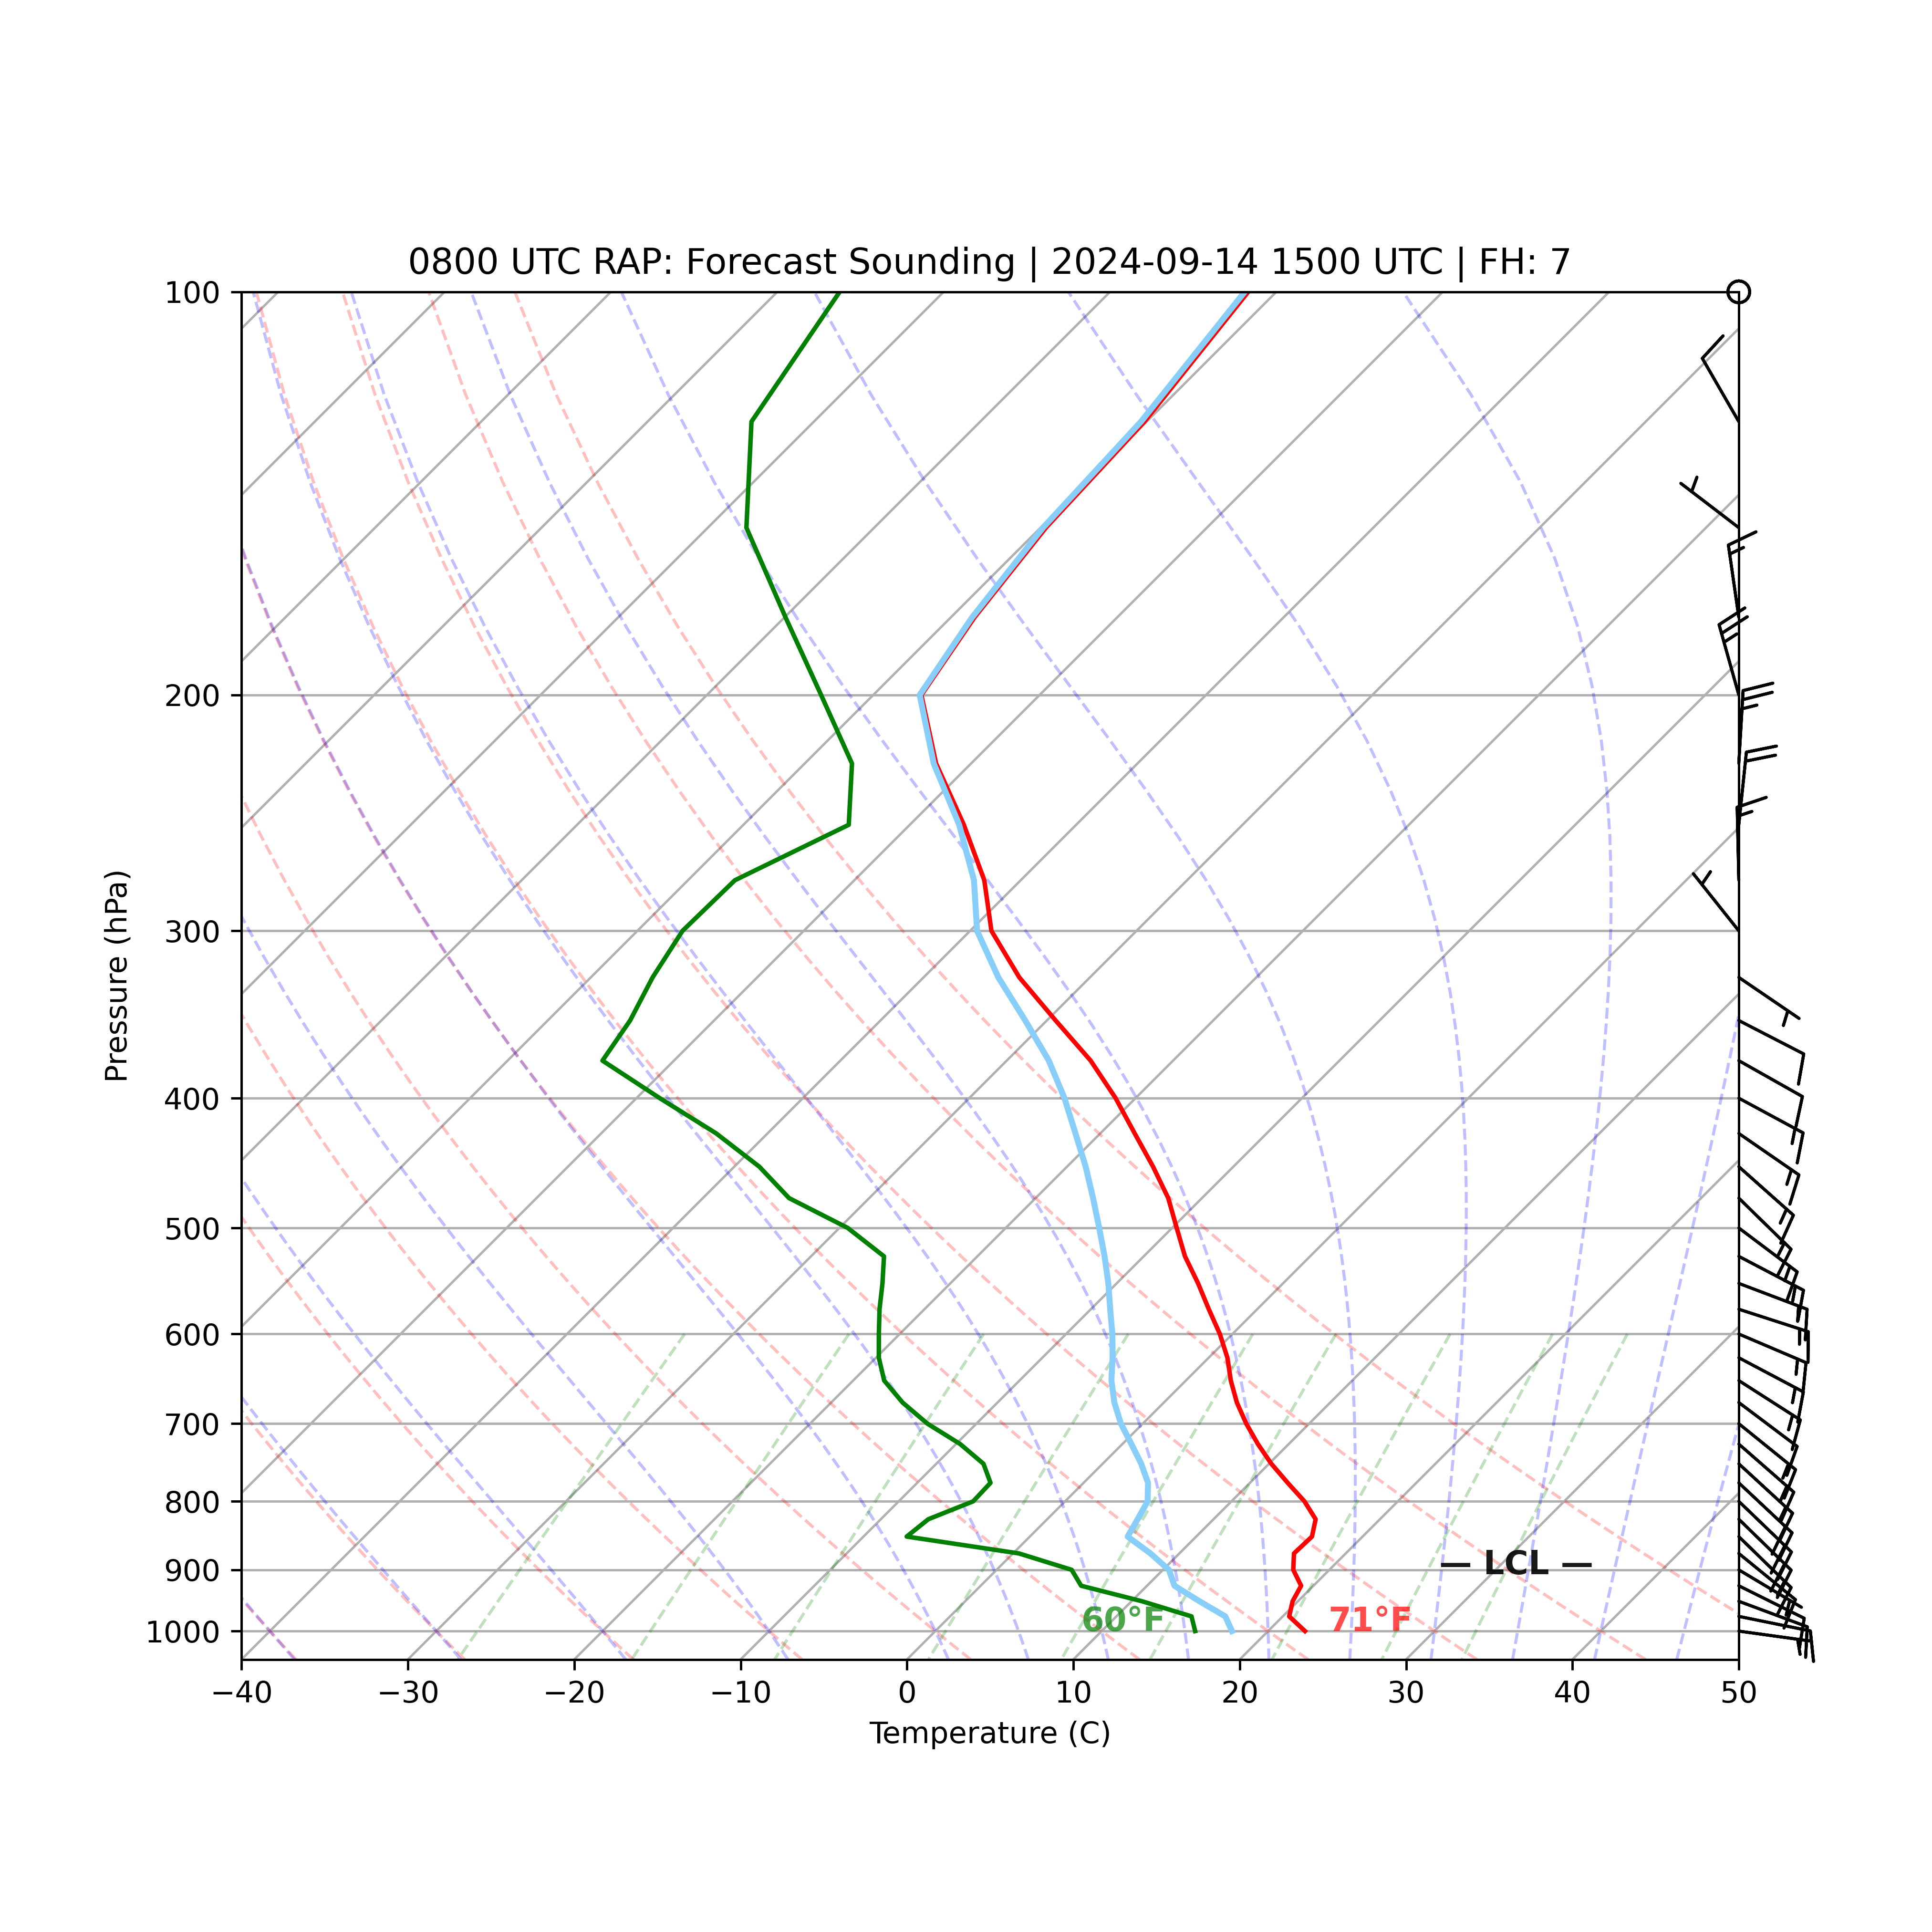 0800 UTC RAP: Forecast Sounding | 2024-09-14 1500 UTC | FH: 7
100
200
300
400
500
600
700
800
900
1000
Pressure (hPa)
— LCL —
60°F
71°F
−40 −30 −20 −10 0 10 20 30 40 50
Temperature (C)